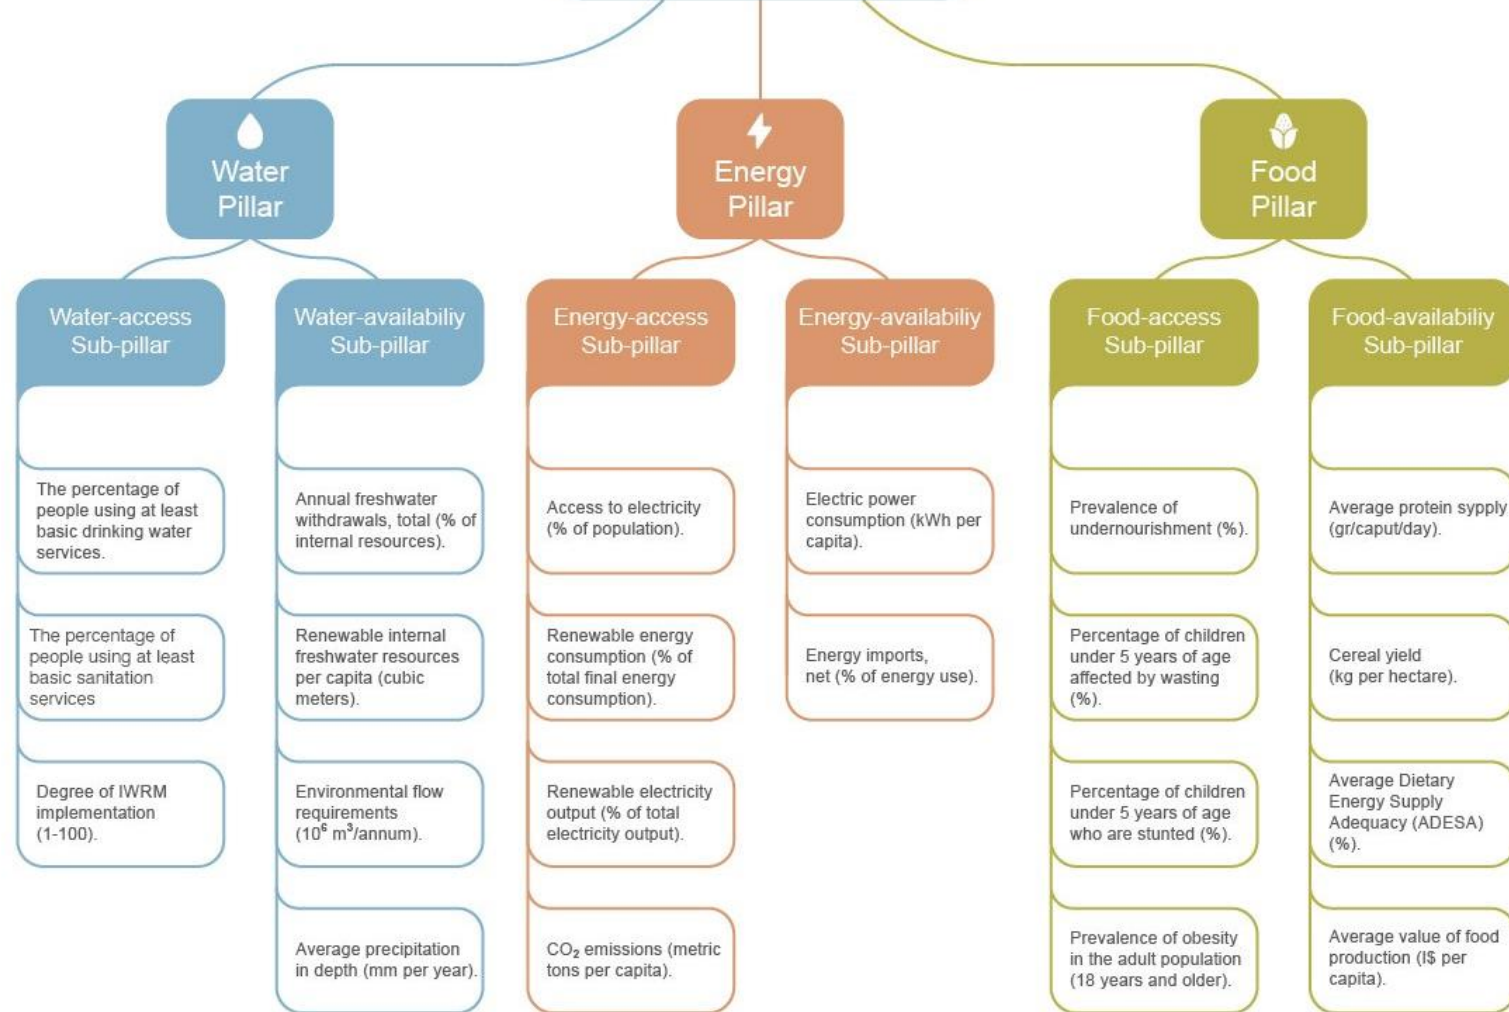 Water
Pillar
Energy
Pillar
Food
Pillar
Water-access
Sub-pillar
Water-availabiliy
Sub-pillar
Energy-access
Sub-pillar
Energy-availabiliy
Sub-pillar
Food-access
Sub-pillar
Food-availabiliy
Sub-pillar
The percentage of
people using at least
basic drinking water
services.
The percentage of
people using at least
basic sanitation
services
Degree of IWRM
implementation
(1-100).
Annual freshwater
withdrawals, total (% of
internal resources).
Renewable internal
freshwater resources
per capita (cubic
meters).
Environmental flow
requirements
(10⁶ m³/annum).
Average precipitation
in depth (mm per year).
Access to electricity
(% of population).
Renewable energy
consumption (% of
total final energy
consumption).
Renewable electricity
output (% of total
electricity output).
CO₂ emissions (metric
tons per capita).
Electric power
consumption (kWh per
capita).
Energy imports,
net (% of energy use).
Prevalence of
undernourishment (%).
Percentage of children
under 5 years of age
affected by wasting
(%).
Percentage of children
under 5 years of age
who are stunted (%).
Prevalence of obesity
in the adult population
(18 years and older).
Average protein sypply
(gr/caput/day).
Cereal yield
(kg per hectare).
Average Dietary
Energy Supply
Adequacy (ADESA)
(%).
Average value of food
production (I$ per
capita).